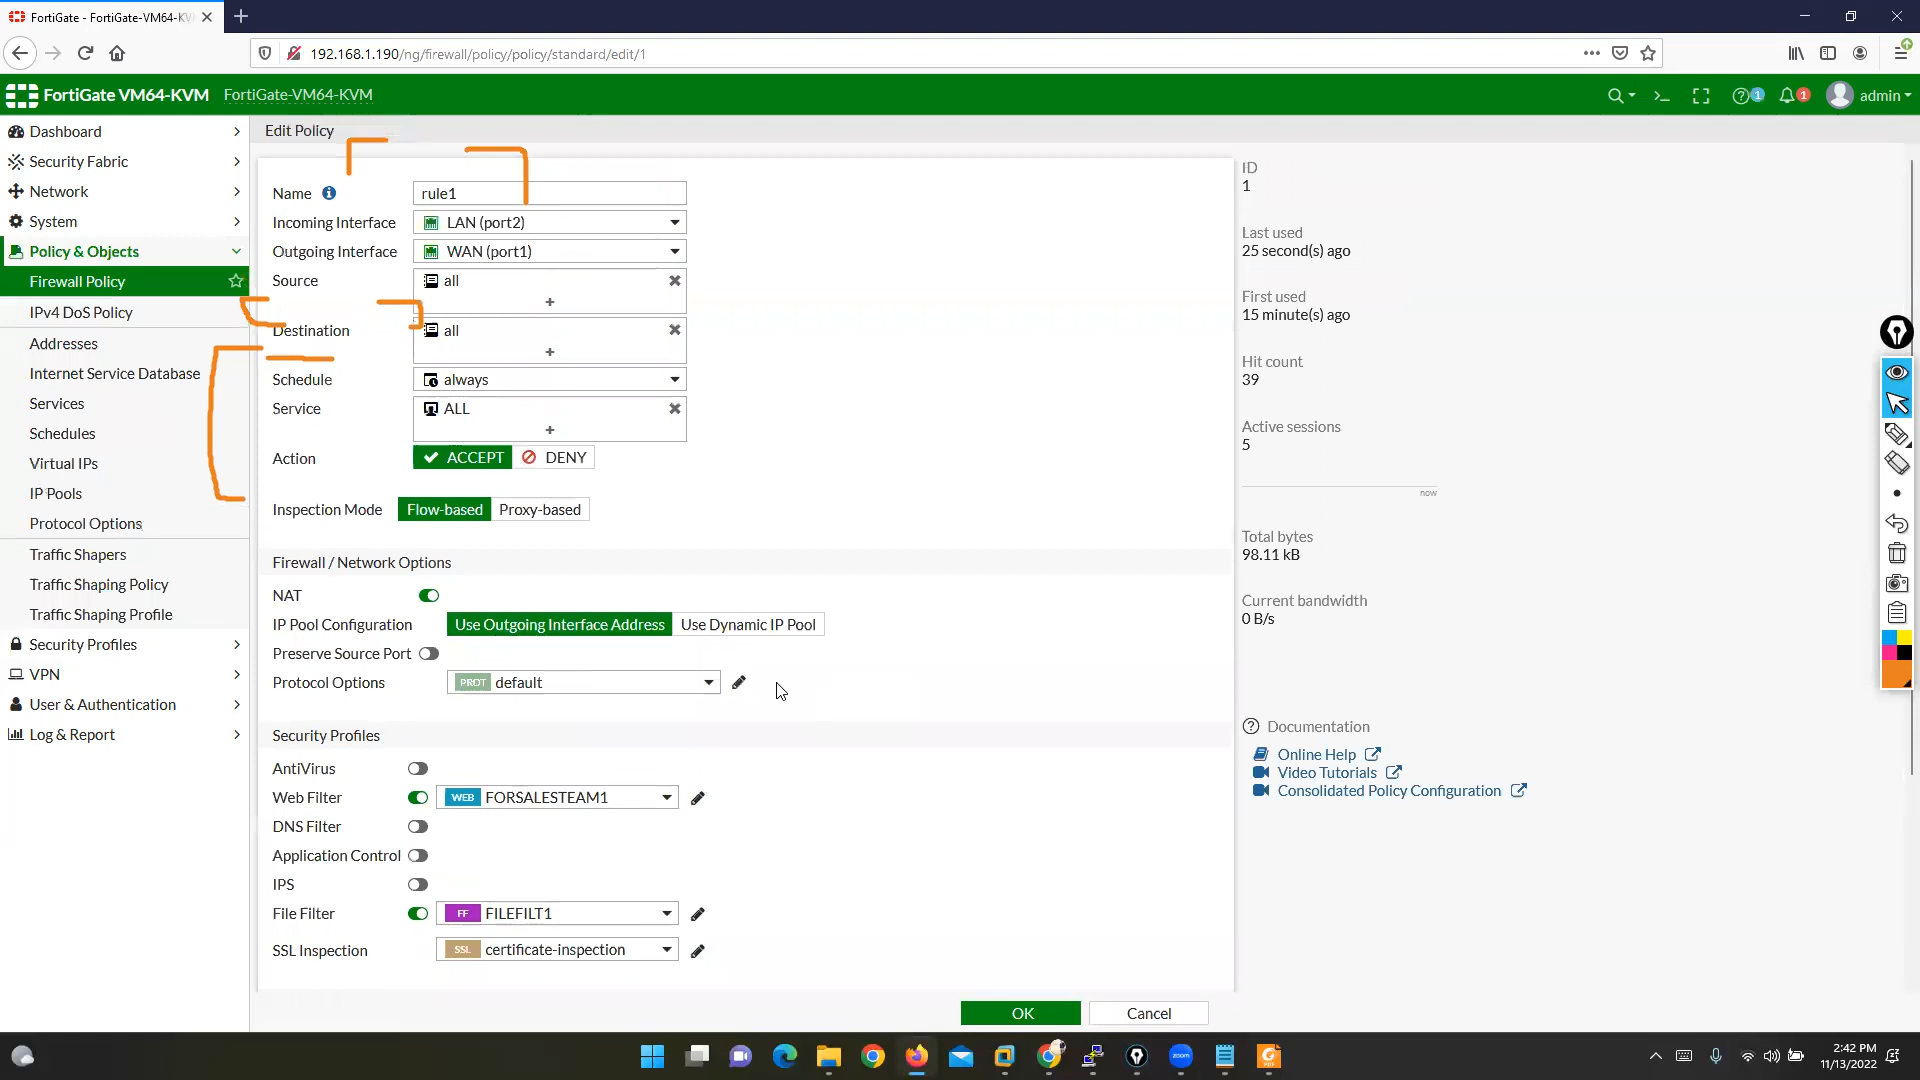 FortiGate - FortiGate-VM64-KV
192.168.1.190/ng/firewall/policy/policy/standard/edit/1
FortiGate VM64-KVM
FortiGate-VM64-KVM
1
1
admin
Dashboard
Security Fabric
Network
System
Policy & Objects
Firewall Policy
IPv4 DoS Policy
Addresses
Internet Service Database
Services
Schedules
Virtual IPs
IP Pools
Protocol Options
Traffic Shapers
Traffic Shaping Policy
Traffic Shaping Profile
Security Profiles
VPN
User & Authentication
Log & Report
Edit Policy
Name rule1
Incoming Interface LAN (port2)
Outgoing Interface WAN (port1)
Source all
+
Destination all
+
Schedule always
Service ALL
+
Action ACCEPT DENY
Inspection Mode Flow-based Proxy-based
Firewall / Network Options
NAT
IP Pool Configuration Use Outgoing Interface Address Use Dynamic IP Pool
Preserve Source Port
Protocol Options PROT default
Security Profiles
AntiVirus
Web Filter WEB FORSALESTEAM1
DNS Filter
Application Control
IPS
File Filter FF FILEFILT1
SSL Inspection SSL certificate-inspection
OK Cancel
ID
1
Last used
25 second(s) ago
First used
15 minute(s) ago
Hit count
39
Active sessions
5
now
Total bytes
98.11 kB
Current bandwidth
0 B/s
Documentation
Online Help
Video Tutorials
Consolidated Policy Configuration
zoom
2:42 PM
11/13/2022